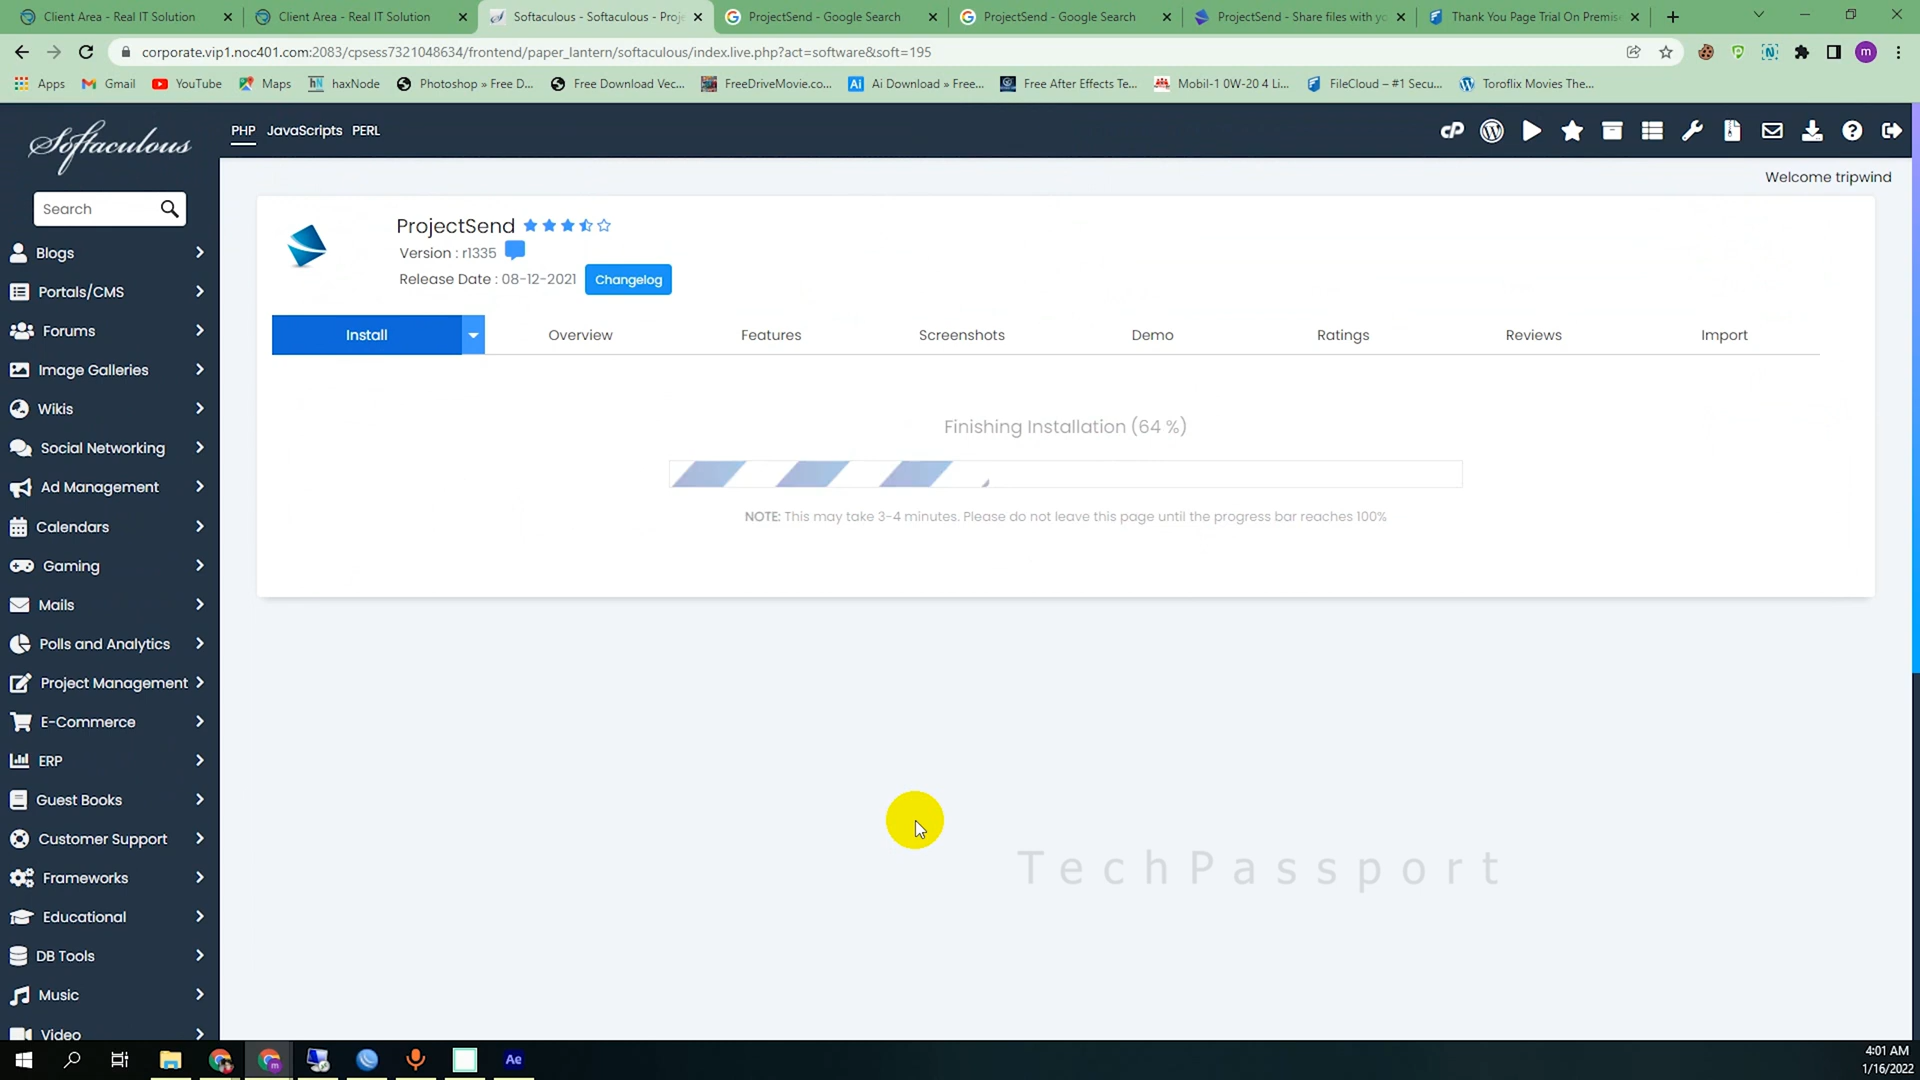 Client Area - Real IT Solution
Client Area - Real IT Solution
Softaculous - Softaculous - Proje
ProjectSend - Google Search
ProjectSend - Google Search
ProjectSend - Share files with yo
Thank You Page Trial On Premise
corporate.vip1.noc401.com:2083/cpsess7321048634/frontend/paper_lantern/softaculous/index.live.php?act=software&soft=195
m
Apps
Gmail
YouTube
Maps
hn haxNode
Photoshop » Free D...
Free Download Vec...
FreeDriveMovie.co...
Ai Ai Download » Free...
Free After Effects Te...
Mobil-1 0W-20 4 Li...
FileCloud – #1 Secu...
Toroflix Movies The...
Softaculous
PHP JavaScripts PERL
cP
Welcome tripwind
Search
Blogs
Portals/CMS
Forums
Image Galleries
Wikis
Social Networking
Ad Management
Calendars
Gaming
Mails
Polls and Analytics
Project Management
E-Commerce
ERP
Guest Books
Customer Support
Frameworks
Educational
DB Tools
Music
Video
ProjectSend
Version : r1335
Release Date : 08-12-2021 Changelog
Install Overview Features Screenshots Demo Ratings Reviews Import
Finishing Installation (64 %)
NOTE: This may take 3-4 minutes. Please do not leave this page until the progress bar reaches 100%
TechPassport
Ae
4:01 AM
1/16/2022